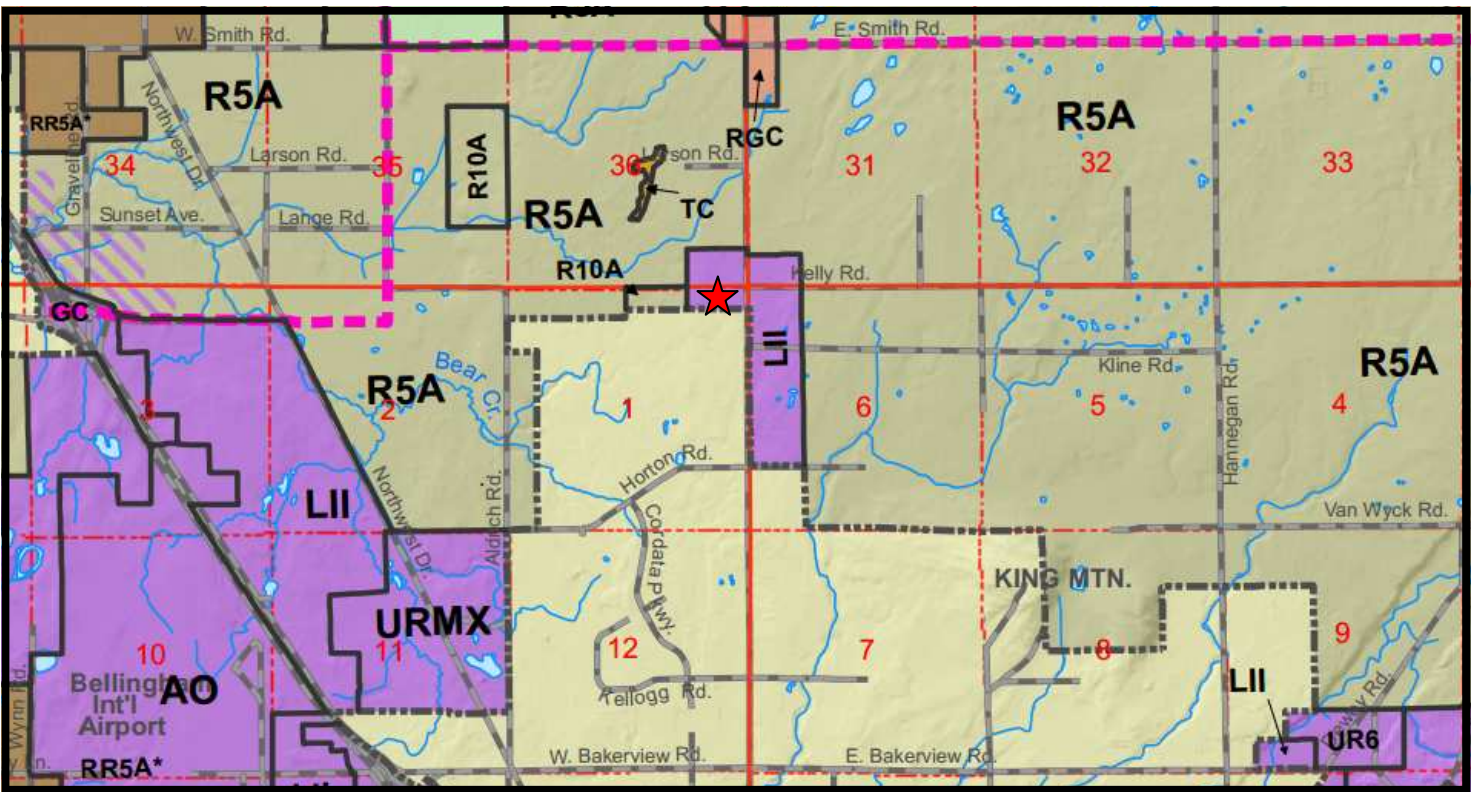 W. Smith Rd.
E. Smith Rd.
R5A
R5A
RR5A*
Northwest Dr.
R10A
RGC
34
Larson Rd.
35
36
31
32
33
TC
Sunset Ave.
Lange Rd.
R5A
R10A
Kelly Rd.
GC
LII
Kline Rd.
R5A
Bear Cr.
R5A
3
2
1
6
5
4
Hannegan Rd.
Horton Rd.
Northwest Dr.
Aldrich Rd.
LII
Cordata Pkwy.
Van Wyck Rd.
KING MTN.
URMX
10
11
12
7
8
9
Bellingham
Int'l
Airport
AO
Kellogg Rd.
LII
UR6
W. Bakerview Rd.
E. Bakerview Rd.
RR5A*